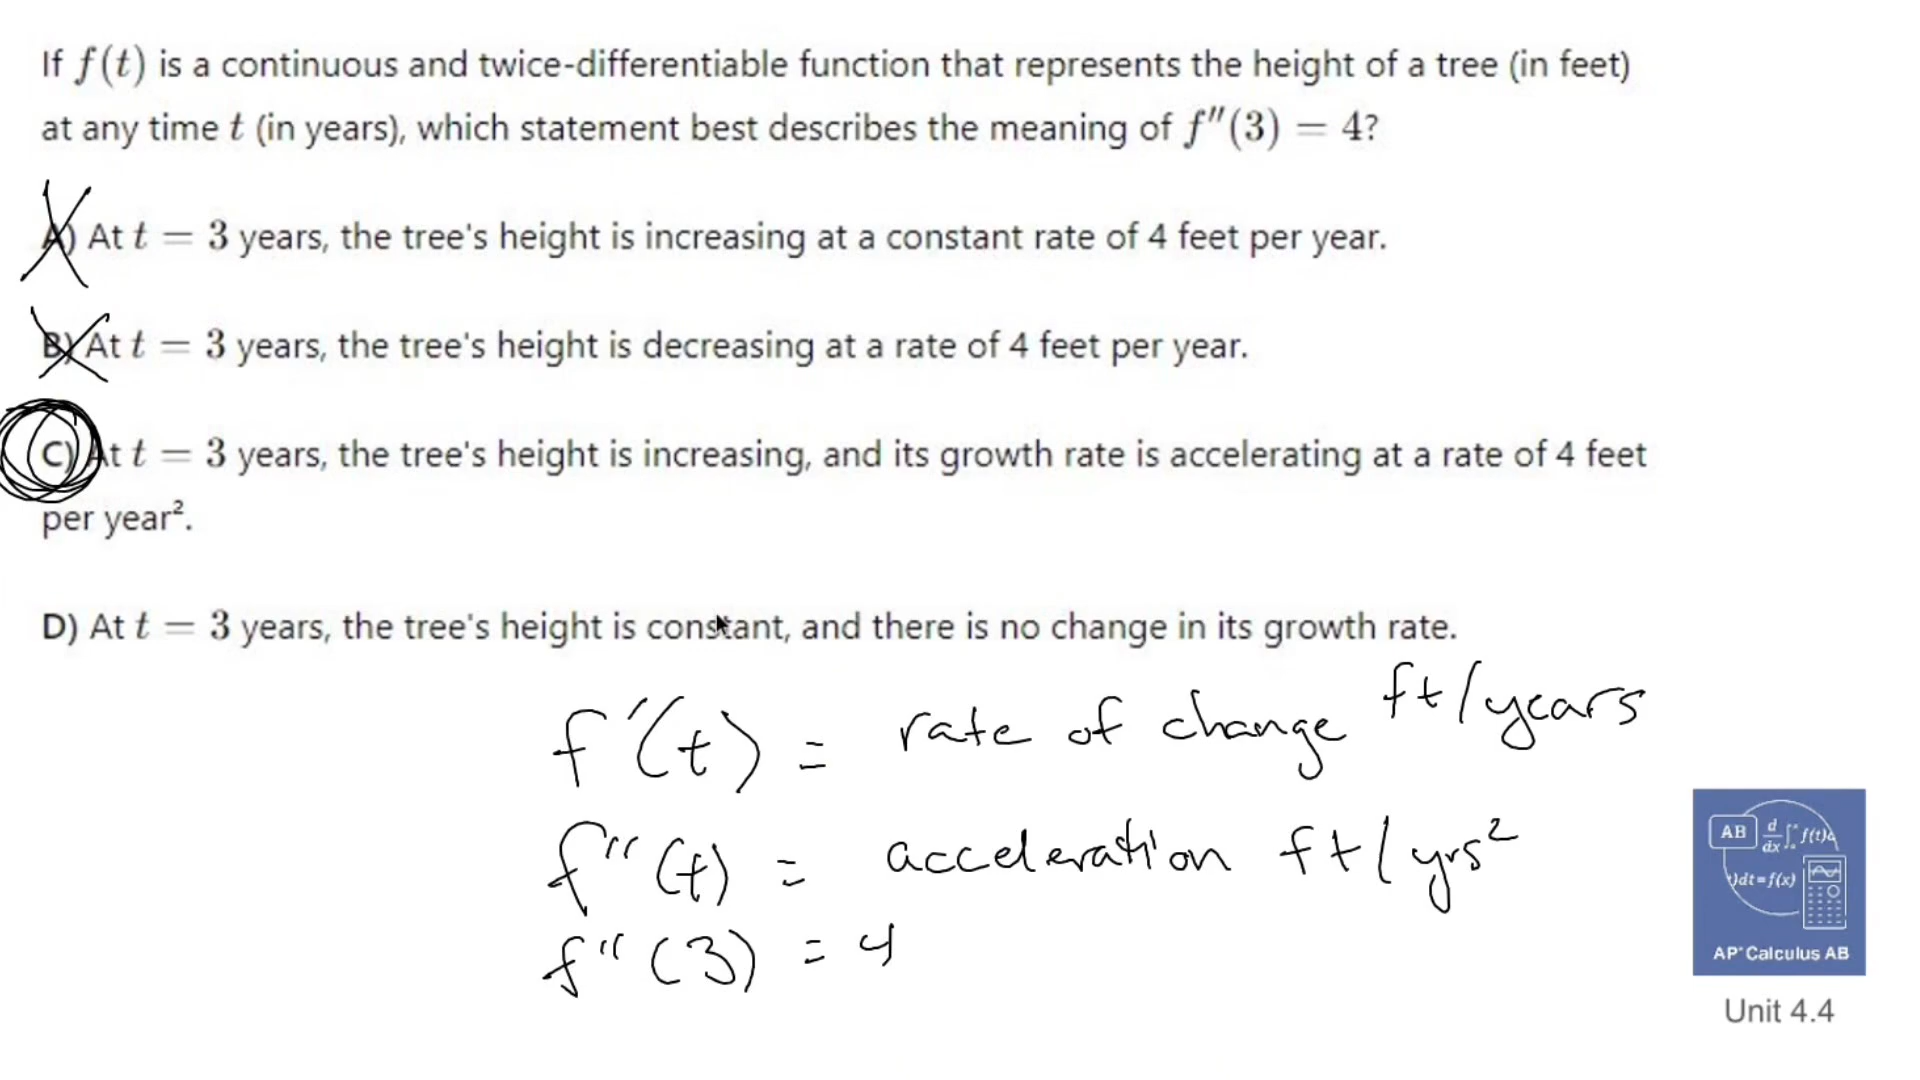 If f(t) is a continuous and twice-differentiable function that represents the height of a tree (in feet)
at any time t (in years), which statement best describes the meaning of f″(3) = 4?
A) At t = 3 years, the tree's height is increasing at a constant rate of 4 feet per year.
B) At t = 3 years, the tree's height is decreasing at a rate of 4 feet per year.
C) At t = 3 years, the tree's height is increasing, and its growth rate is accelerating at a rate of 4 feet
per year².
D) At t = 3 years, the tree's height is constant, and there is no change in its growth rate.
f'(t) = rate of change ft/years
f"(t) = acceleration ft/yrs²
f"(3) = 4
AB
)dt=f(x)
AP® Calculus AB
Unit 4.4